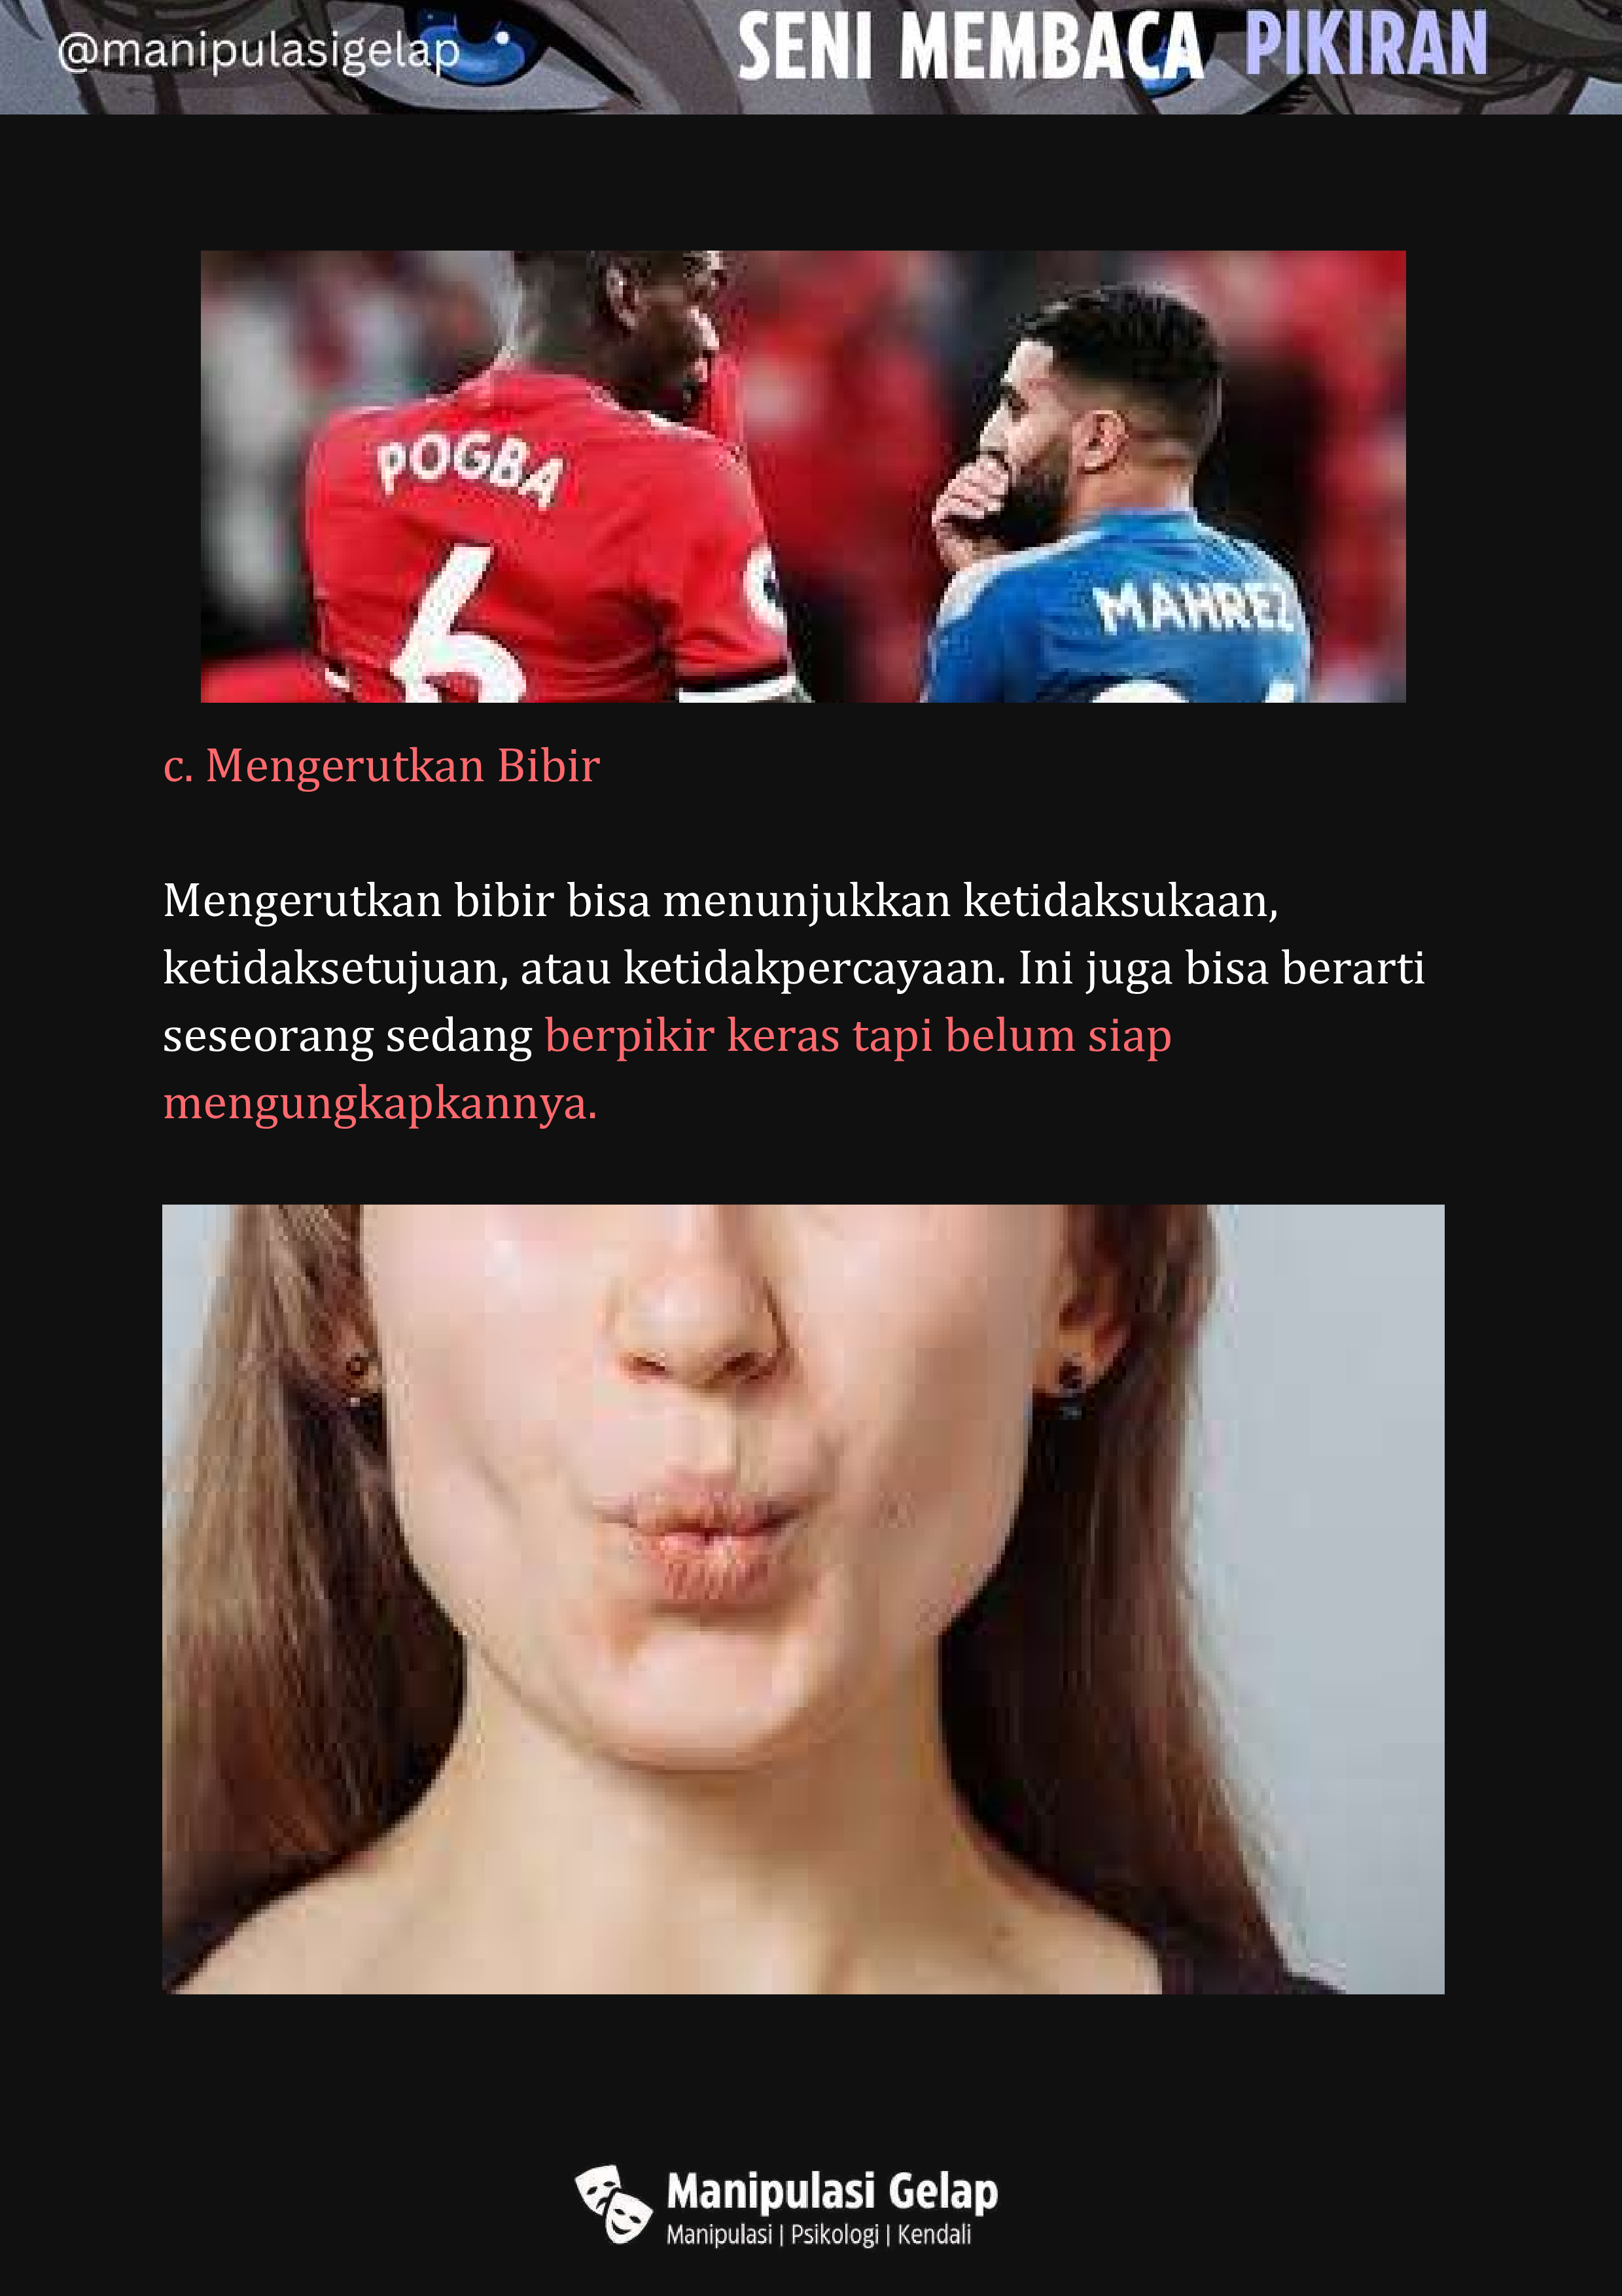 @manipulasigelap
SENI MEMBACA PIKIRAN
POGBA
6
MAHREZ
c. Mengerutkan Bibir
Mengerutkan bibir bisa menunjukkan ketidaksukaan,
ketidaksetujuan, atau ketidakpercayaan. Ini juga bisa berarti
seseorang sedang berpikir keras tapi belum siap
mengungkapkannya.
Manipulasi Gelap
Manipulasi | Psikologi | Kendali